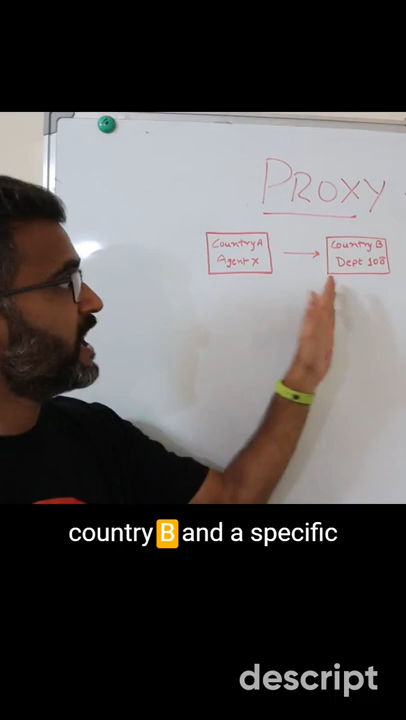 PROXY
Country A
Agent X
Country B
Dept 108
country B and a specific
descript